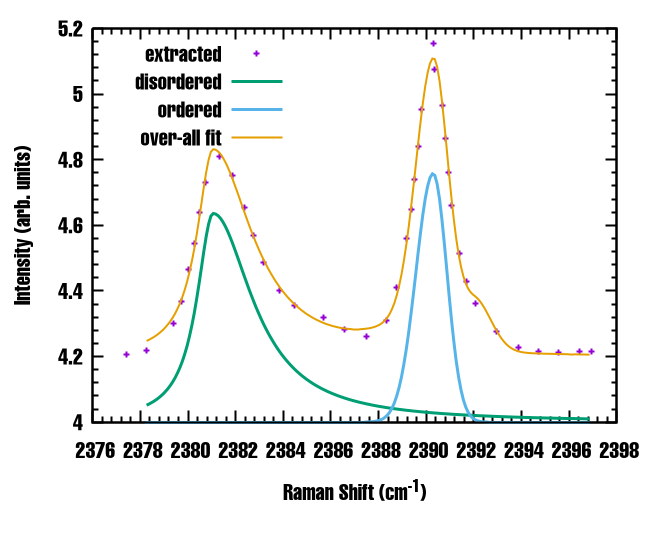 5.2
5
4.8
4.6
4.4
4.2
4
extracted
disordered
ordered
over-all fit
Intensity (arb. units)
2376 2378 2380 2382 2384 2386 2388 2390 2392 2394 2396 2398
Raman Shift (cm-1)